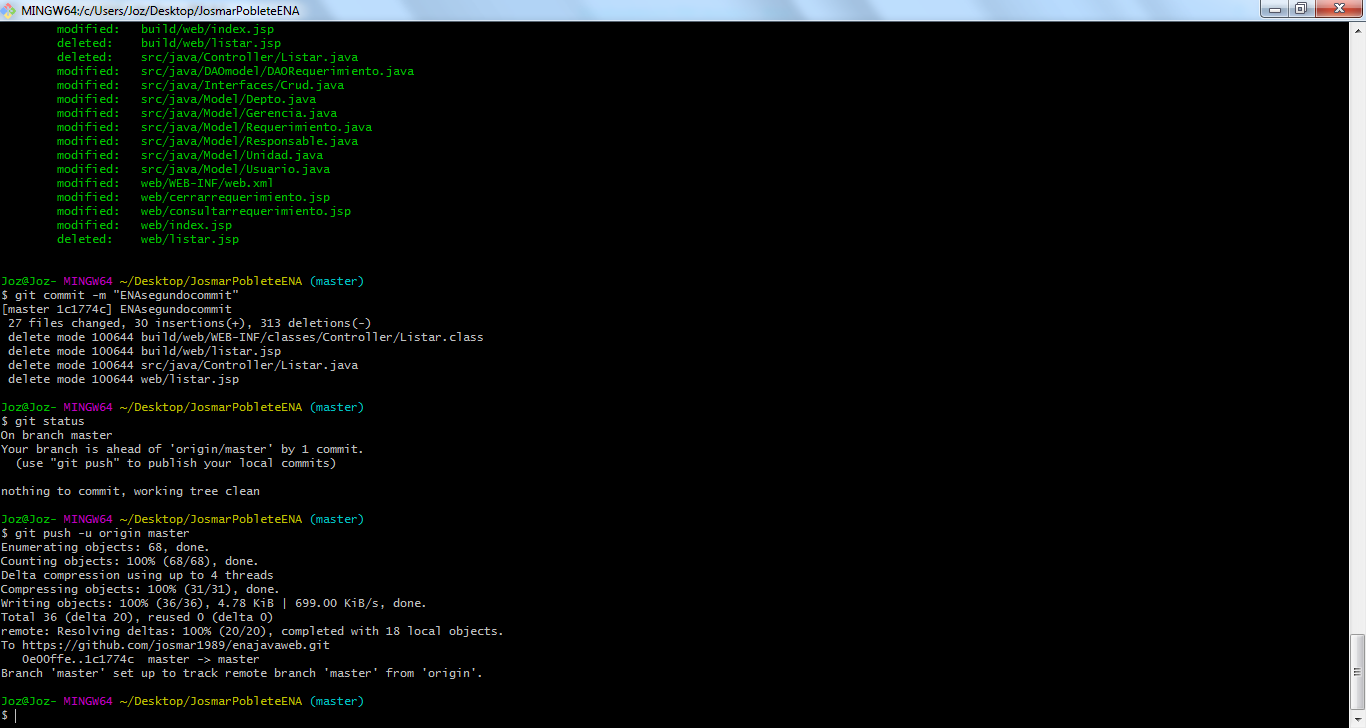 MINGW64:/c/Users/Joz/Desktop/JosmarPobleteENA
modified:   build/web/index.jsp
deleted:    build/web/listar.jsp
deleted:    src/java/Controller/Listar.java
modified:   src/java/DAOmodel/DAORequerimiento.java
modified:   src/java/Interfaces/Crud.java
modified:   src/java/Model/Depto.java
modified:   src/java/Model/Gerencia.java
modified:   src/java/Model/Requerimiento.java
modified:   src/java/Model/Responsable.java
modified:   src/java/Model/Unidad.java
modified:   src/java/Model/Usuario.java
modified:   web/WEB-INF/web.xml
modified:   web/cerrarrequerimiento.jsp
modified:   web/consultarrequerimiento.jsp
modified:   web/index.jsp
deleted:    web/listar.jsp
Joz@Joz- MINGW64 ~/Desktop/JosmarPobleteENA (master)
$ git commit -m "ENAsegundocommit"
[master 1c1774c] ENAsegundocommit
27 files changed, 30 insertions(+), 313 deletions(-)
delete mode 100644 build/web/WEB-INF/classes/Controller/Listar.class
delete mode 100644 build/web/listar.jsp
delete mode 100644 src/java/Controller/Listar.java
delete mode 100644 web/listar.jsp
Joz@Joz- MINGW64 ~/Desktop/JosmarPobleteENA (master)
$ git status
On branch master
Your branch is ahead of 'origin/master' by 1 commit.
(use "git push" to publish your local commits)
nothing to commit, working tree clean
Joz@Joz- MINGW64 ~/Desktop/JosmarPobleteENA (master)
$ git push -u origin master
Enumerating objects: 68, done.
Counting objects: 100% (68/68), done.
Delta compression using up to 4 threads
Compressing objects: 100% (31/31), done.
Writing objects: 100% (36/36), 4.78 KiB | 699.00 KiB/s, done.
Total 36 (delta 20), reused 0 (delta 0)
remote: Resolving deltas: 100% (20/20), completed with 18 local objects.
To https://github.com/josmar1989/enajavaweb.git
0e00ffe..1c1774c  master -> master
Branch 'master' set up to track remote branch 'master' from 'origin'.
Joz@Joz- MINGW64 ~/Desktop/JosmarPobleteENA (master)
$